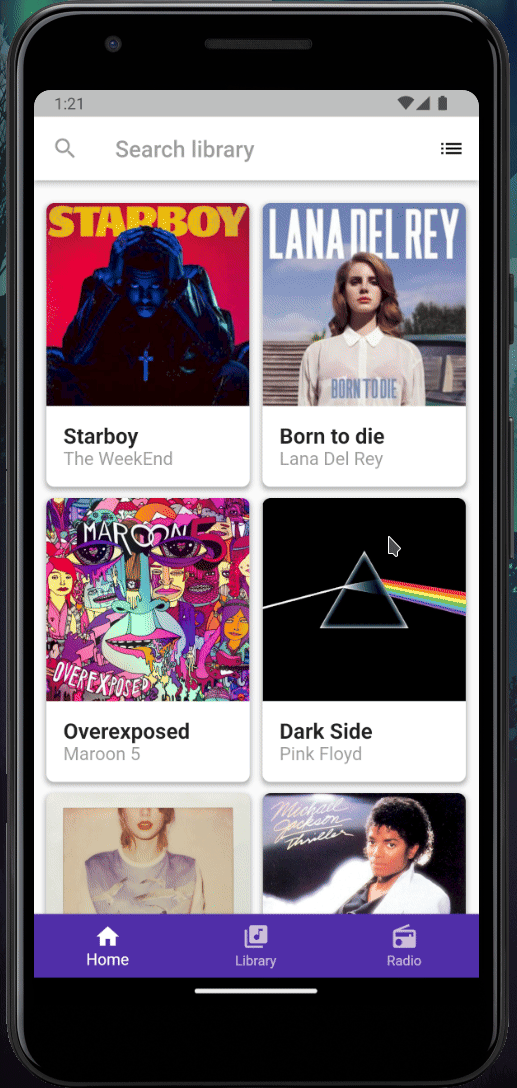 1:21
Search library
STARBOY
LANA DEL REY
BORN TO DIE
Starboy
The WeekEnd
Born to die
Lana Del Rey
MAROON 5
OVEREXPOSED
Overexposed
Maroon 5
Dark Side
Pink Floyd
Michael
Jackson
Thriller
Home
Library
Radio